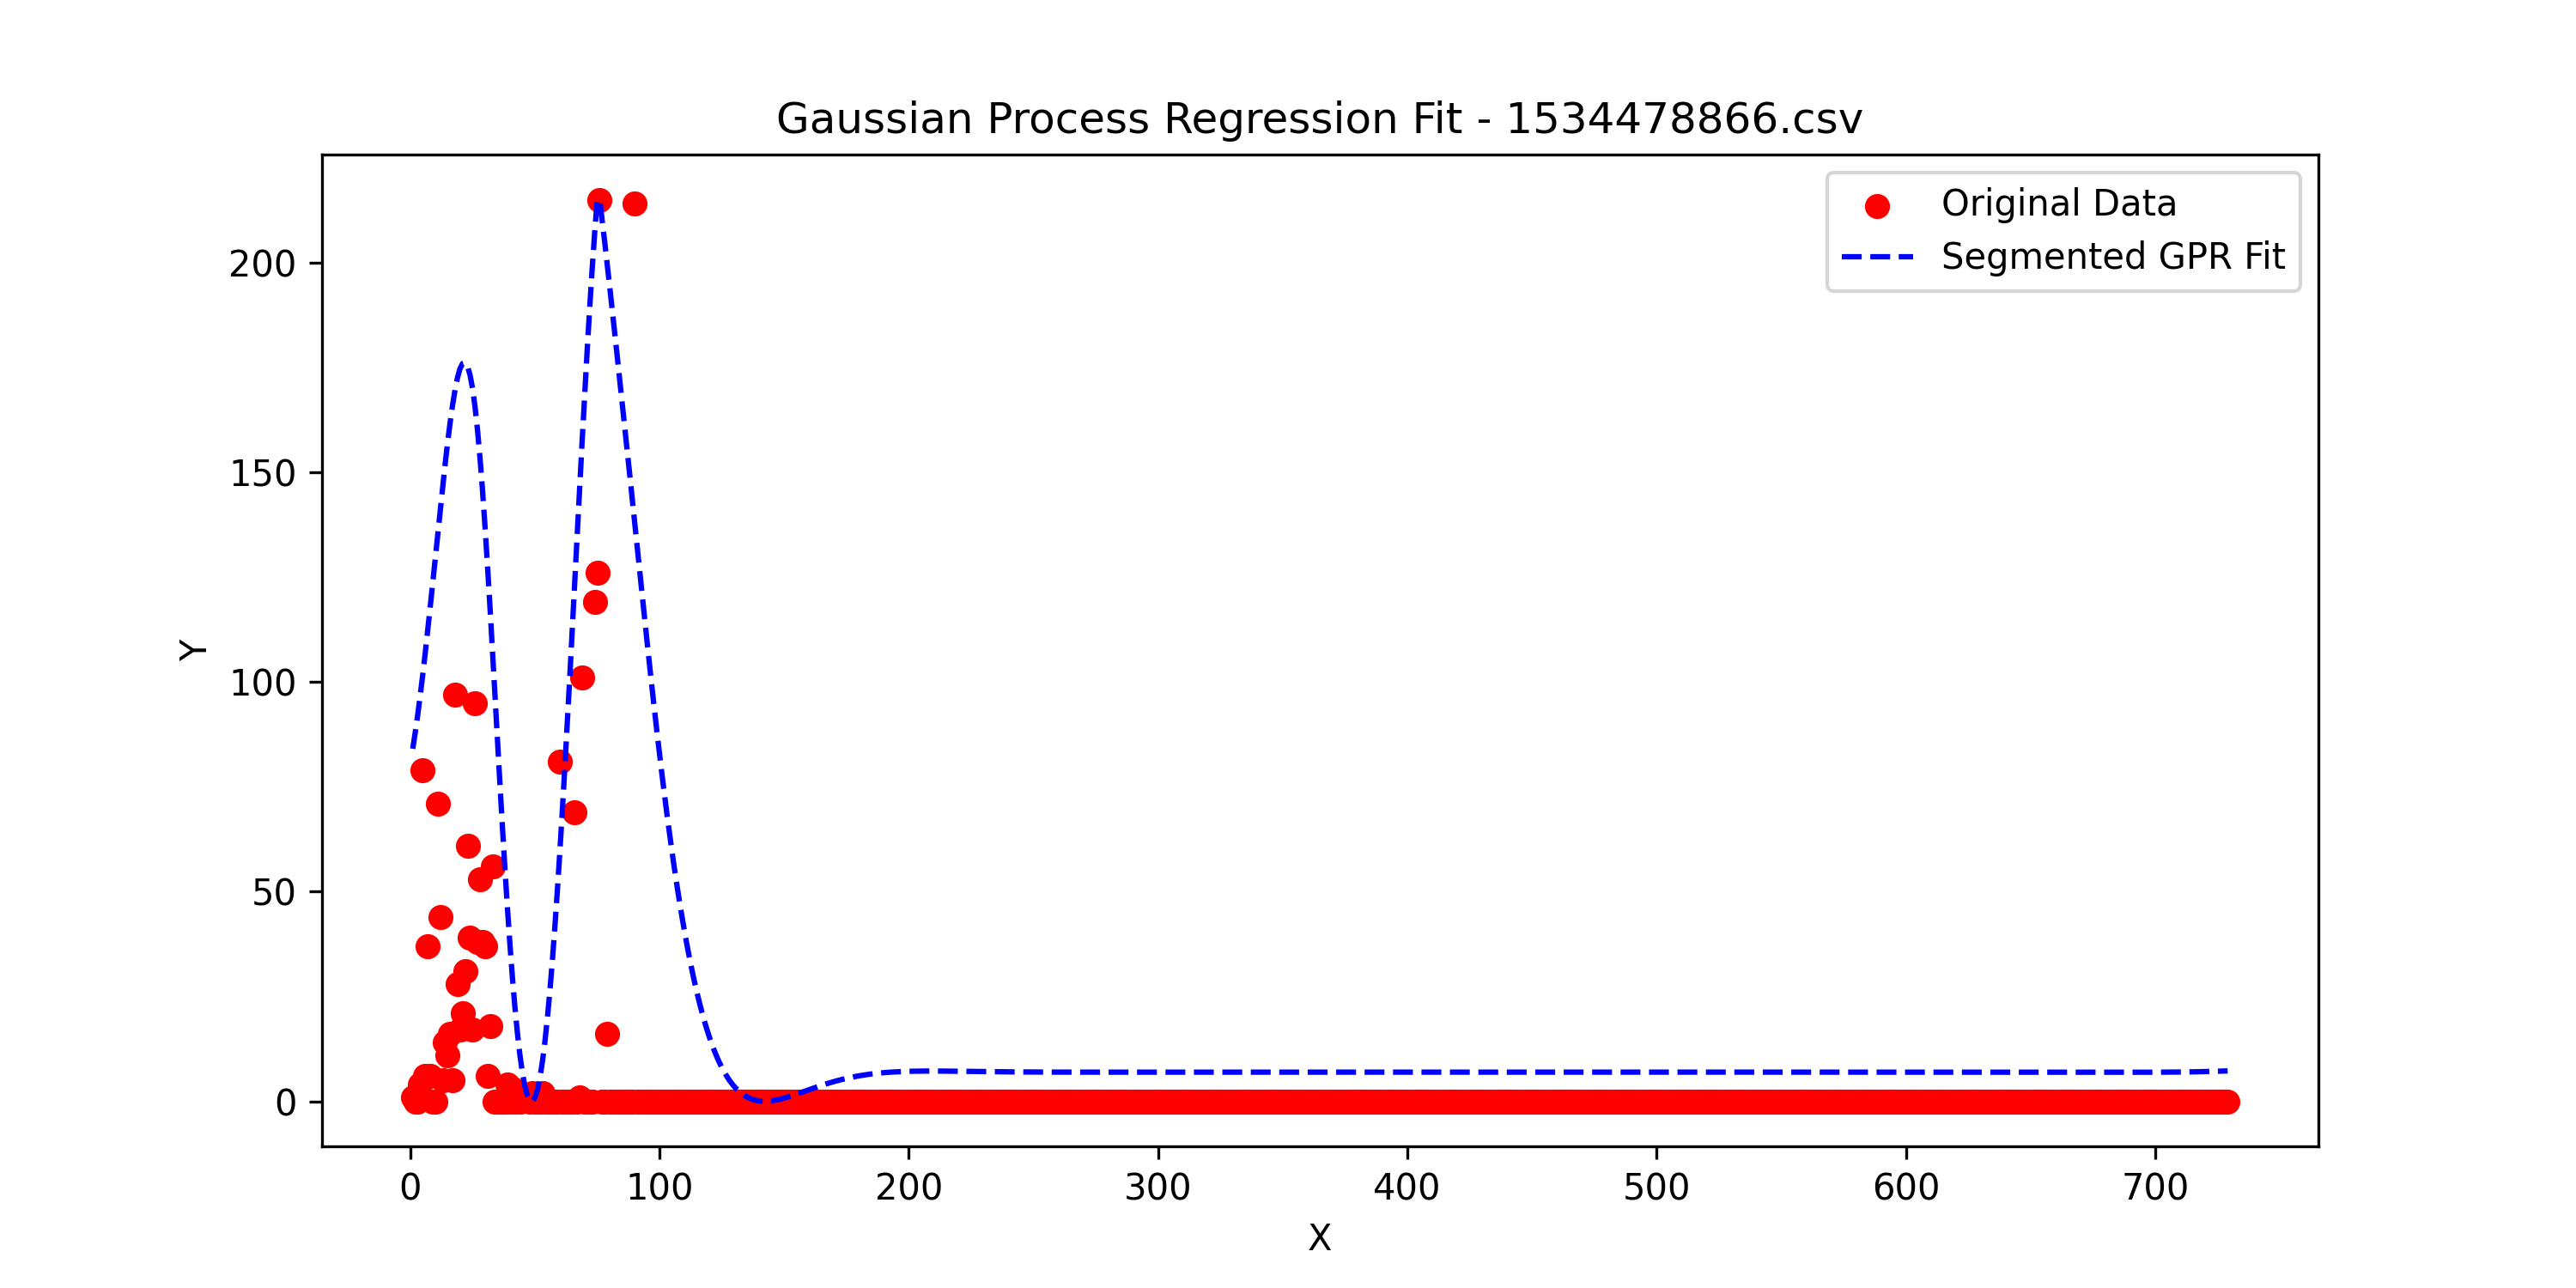 Gaussian Process Regression Fit - 1534478866.csv
Original Data
Segmented GPR Fit
200
150
100
50
0
Y
0 100 200 300 400 500 600 700
X